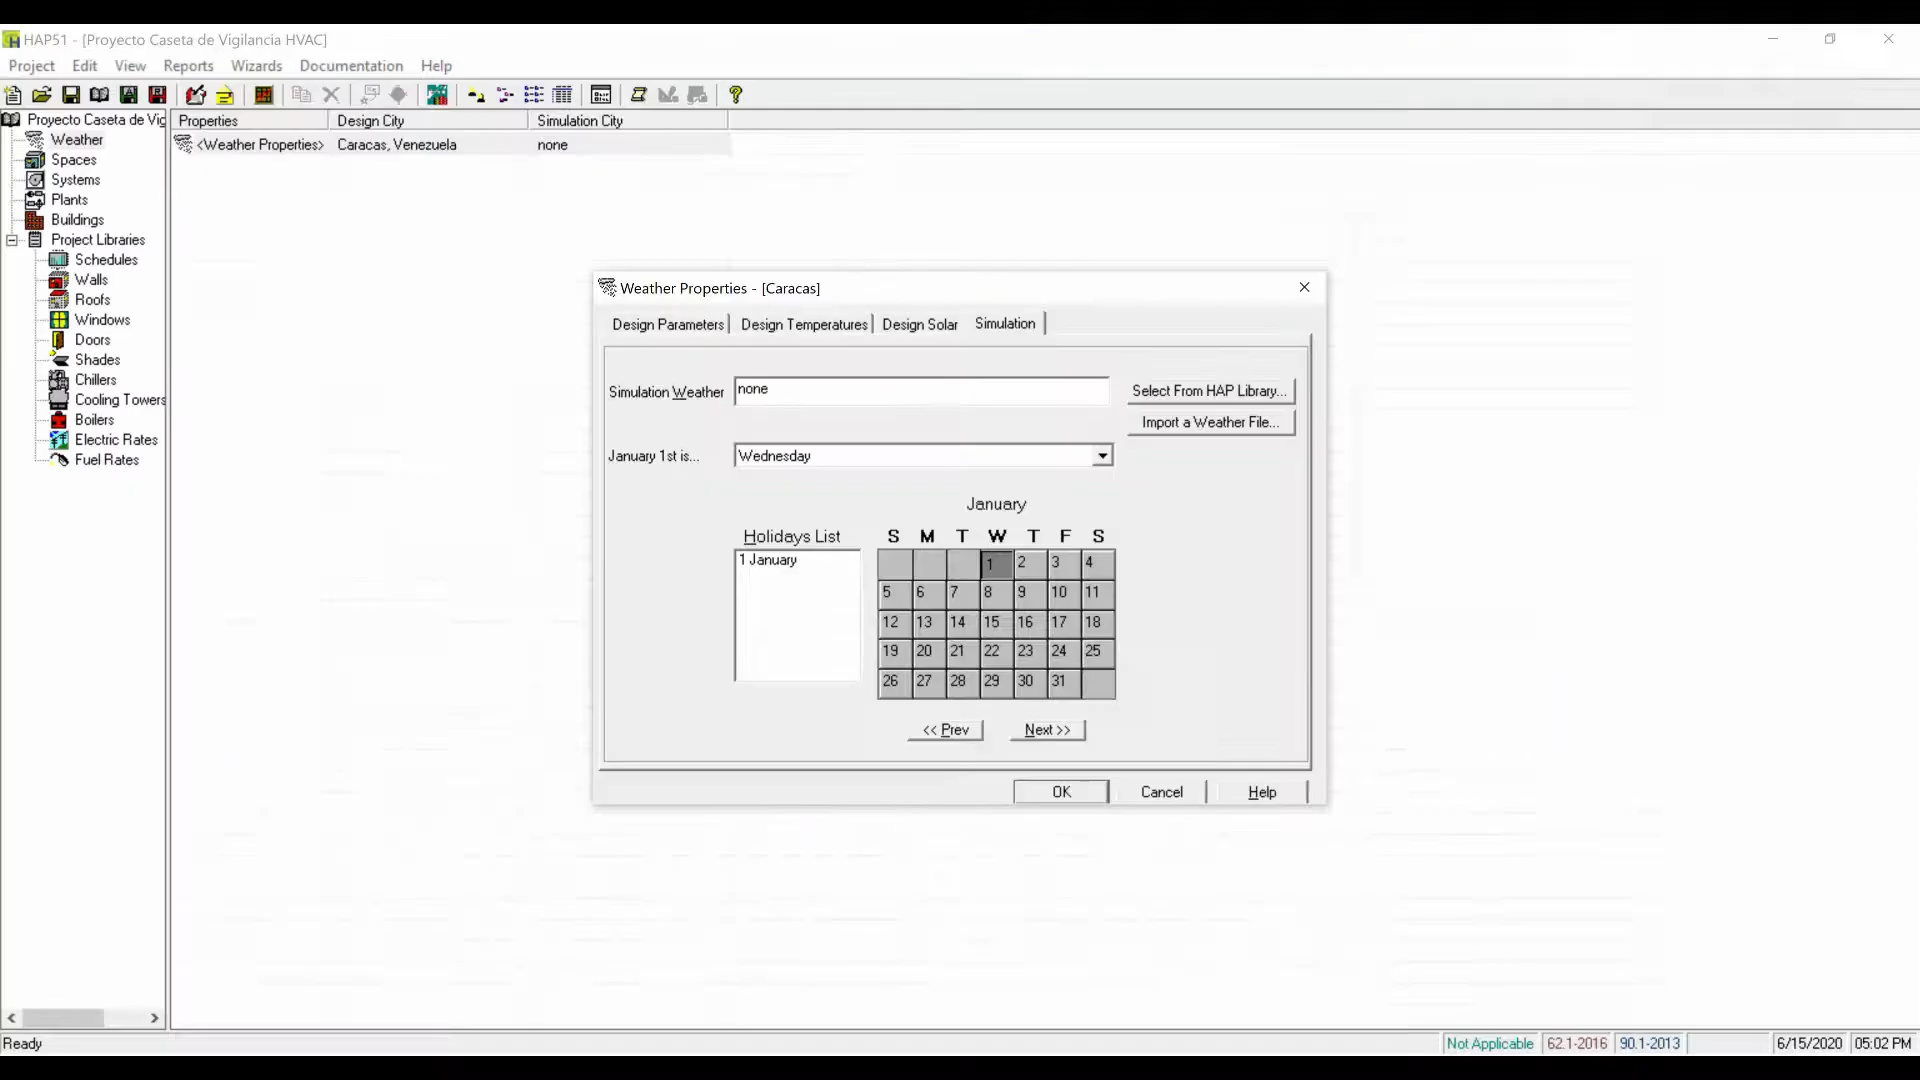 HAP51 - [Proyecto Caseta de Vigilancia HVAC]
Project Edit View Reports Wizards Documentation Help
Proyecto Caseta de Vig
Weather
Spaces
Systems
Plants
Buildings
Project Libraries
Schedules
Walls
Roofs
Windows
Doors
Shades
Chillers
Cooling Towers
Boilers
Electric Rates
Fuel Rates
Properties Design City Simulation City
<Weather Properties> Caracas, Venezuela none
Weather Properties - [Caracas]
Design Parameters Design Temperatures Design Solar Simulation
Simulation Weather none Select From HAP Library...
Import a Weather File...
January 1st is... Wednesday
January
Holidays List S M T W T F S
1 January
1 2 3 4
5 6 7 8 9 10 11
12 13 14 15 16 17 18
19 20 21 22 23 24 25
26 27 28 29 30 31
<< Prev Next >>
OK Cancel Help
Ready Not Applicable 62.1-2016 90.1-2013 6/15/2020 05:02 PM